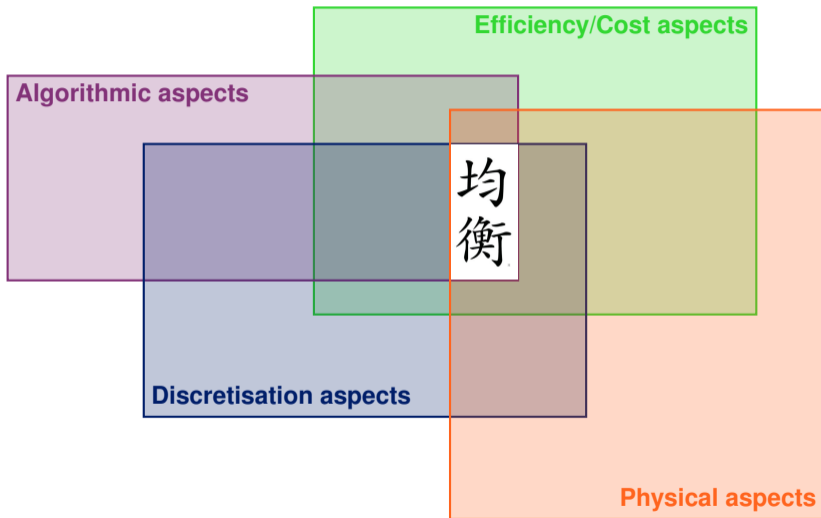 Efficiency/Cost aspects
Algorithmic aspects
均
衡
Discretisation aspects
Physical aspects